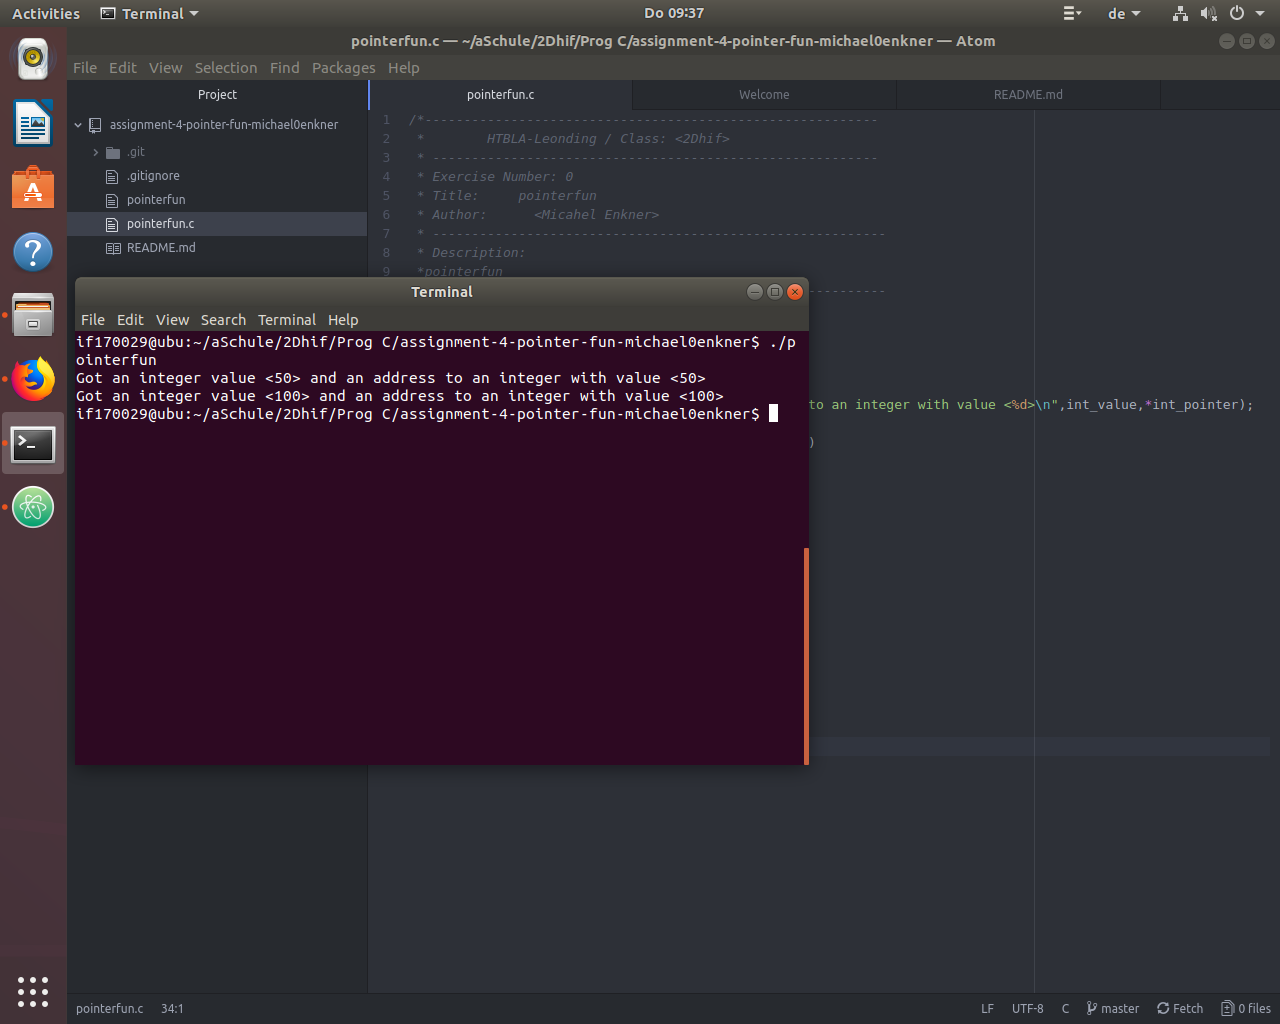 Activities Terminal Do 09:37 de
pointerfun.c — ~/aSchule/2Dhif/Prog C/assignment-4-pointer-fun-michael0enkner — Atom
File Edit View Selection Find Packages Help
Project pointerfun.c Welcome README.md
assignment-4-pointer-fun-michael0enkner
.git
.gitignore
pointerfun
pointerfun.c
README.md
1 /*----------------------------------------------------------
2 * HTBLA-Leonding / Class: <2Dhif>
3 * ---------------------------------------------------------
4 * Exercise Number: 0
5 * Title: pointerfun
6 * Author: <Micahel Enkner>
7 * ----------------------------------------------------------
8 * Description:
9 *pointerfun
----------
Terminal
File Edit View Search Terminal Help
if170029@ubu:~/aSchule/2Dhif/Prog C/assignment-4-pointer-fun-michael0enkner$ ./p
ointerfun
Got an integer value <50> and an address to an integer with value <50>
Got an integer value <100> and an address to an integer with value <100>
if170029@ubu:~/aSchule/2Dhif/Prog C/assignment-4-pointer-fun-michael0enkner$
to an integer with value <%d>\n",int_value,*int_pointer);
)
pointerfun.c 34:1 LF UTF-8 C master Fetch 0 files